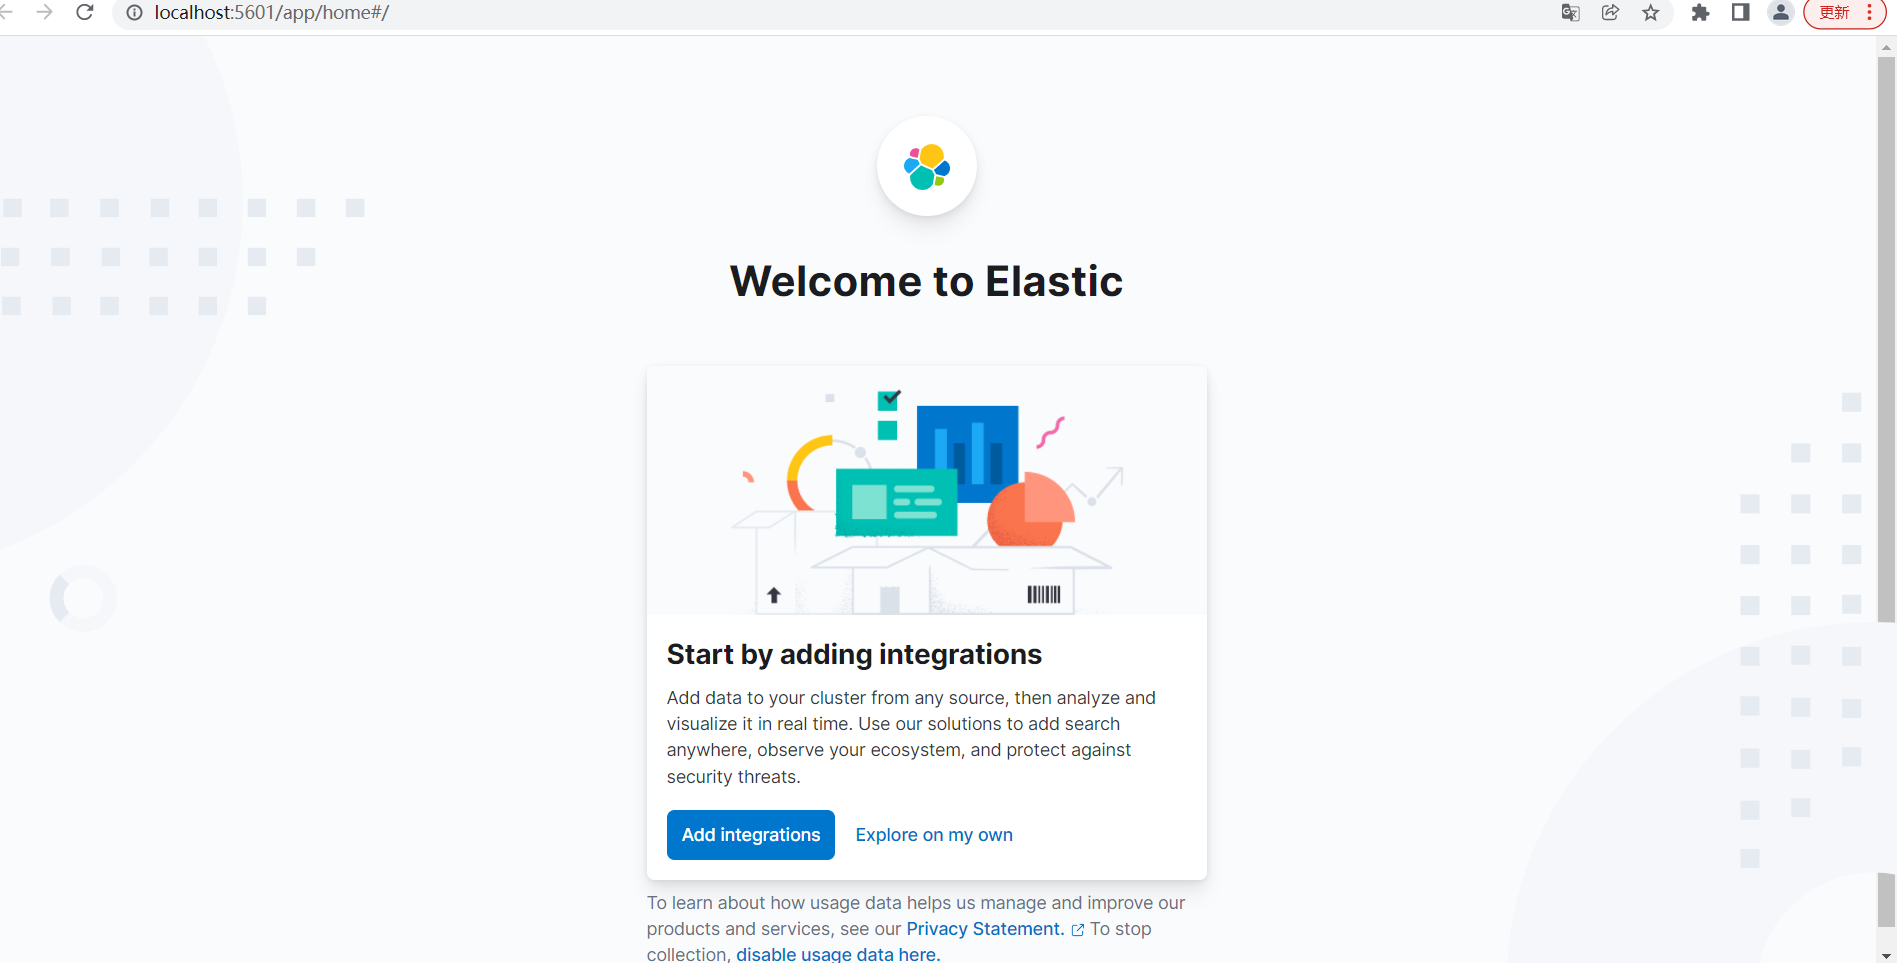 localhost:5601/app/home#/
更新
Welcome to Elastic
Start by adding integrations
Add data to your cluster from any source, then analyze and
visualize it in real time. Use our solutions to add search
anywhere, observe your ecosystem, and protect against
security threats.
Add integrations
Explore on my own
To learn about how usage data helps us manage and improve our
products and services, see our Privacy Statement. To stop
collection, disable usage data here.